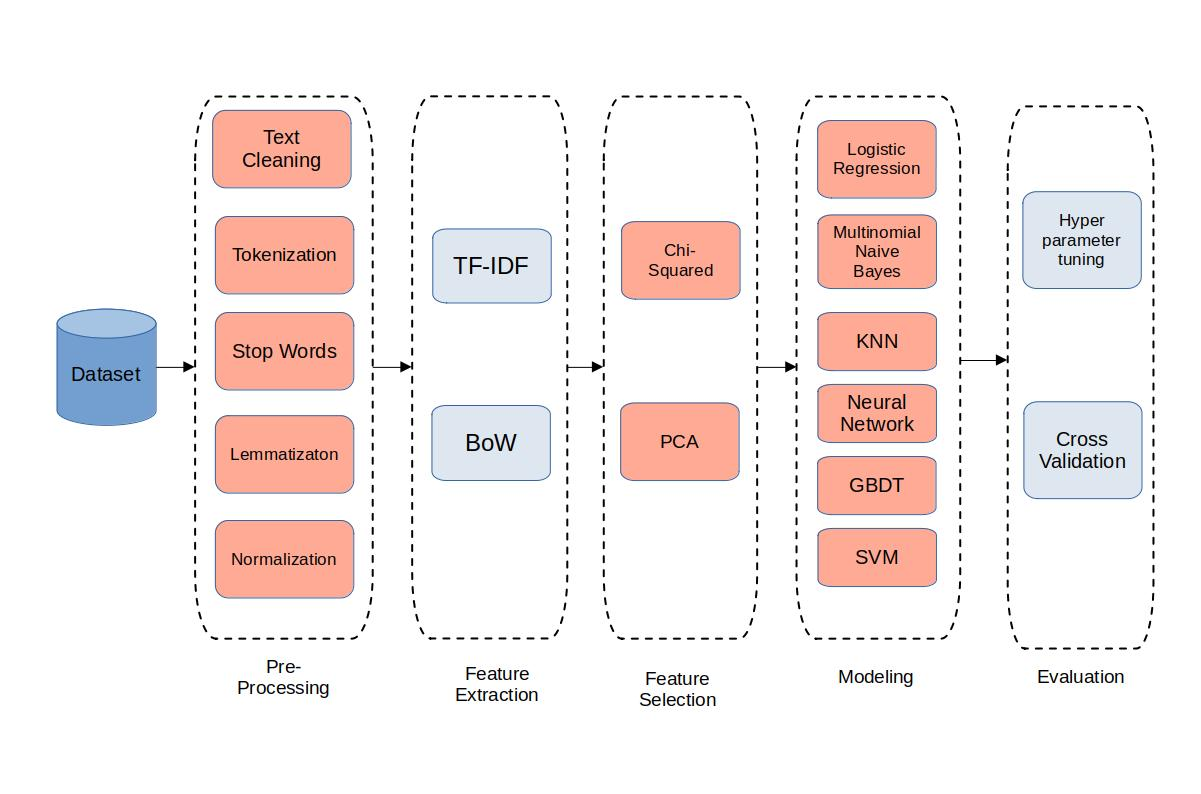 Dataset
Text
Cleaning
Tokenization
Stop Words
Lemmatizaton
Normalization
Pre-
Processing
TF-IDF
BoW
Feature
Extraction
Chi-
Squared
PCA
Feature
Selection
Logistic
Regression
Multinomial
Naive
Bayes
KNN
Neural
Network
GBDT
SVM
Modeling
Hyper
parameter
tuning
Cross
Validation
Evaluation